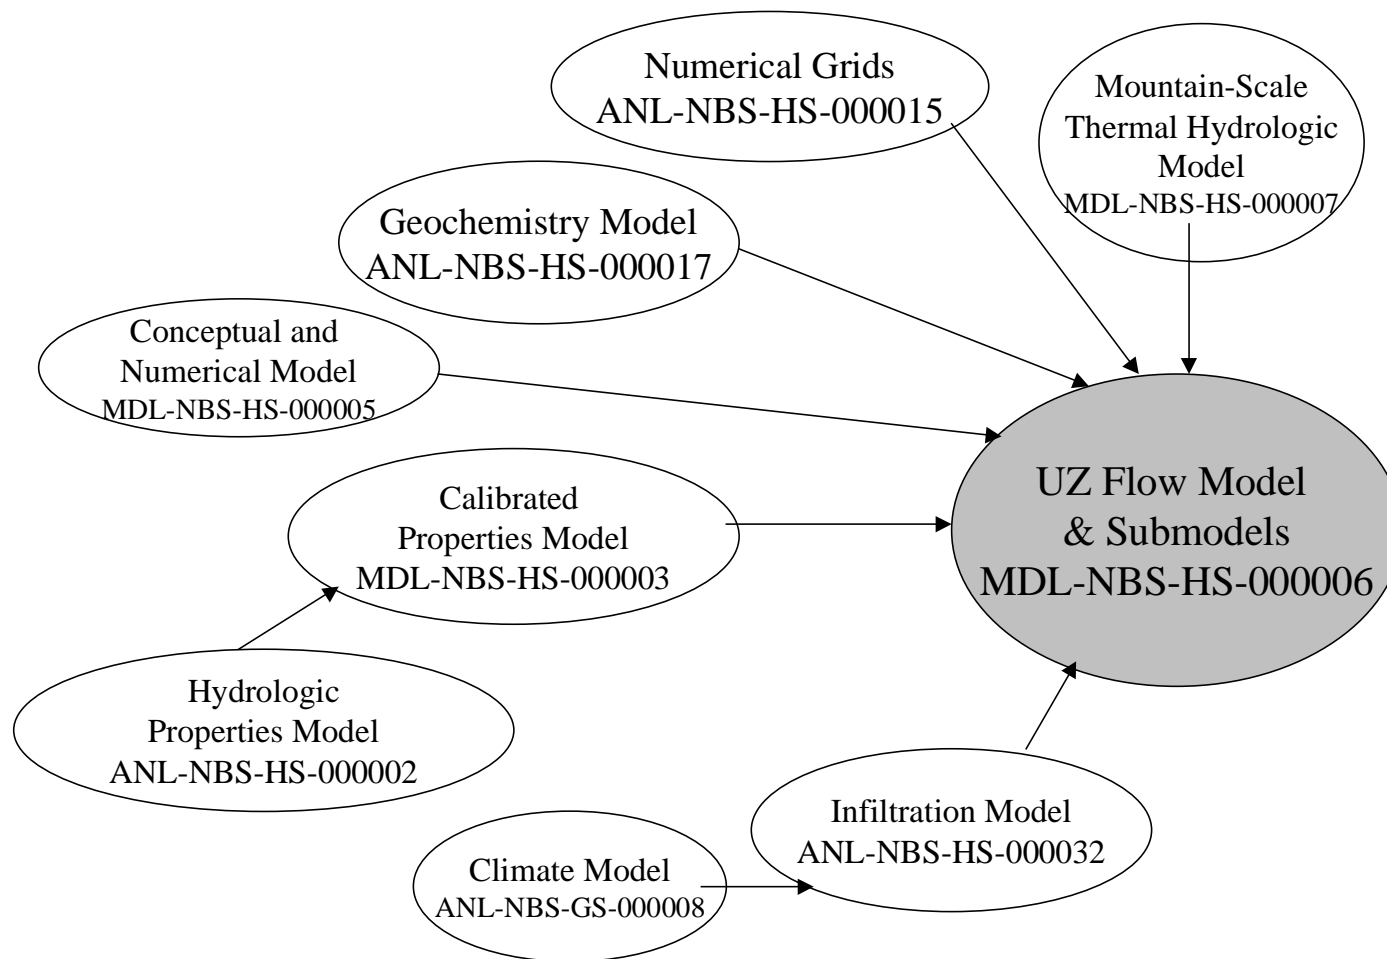 Numerical Grids
ANL-NBS-HS-000015
Mountain-Scale
Thermal Hydrologic
Model
MDL-NBS-HS-000007
Geochemistry Model
ANL-NBS-HS-000017
Conceptual and
Numerical Model
MDL-NBS-HS-000005
Calibrated
Properties Model
MDL-NBS-HS-000003
UZ Flow Model
& Submodels
MDL-NBS-HS-000006
Hydrologic
Properties Model
ANL-NBS-HS-000002
Infiltration Model
ANL-NBS-HS-000032
Climate Model
ANL-NBS-GS-000008